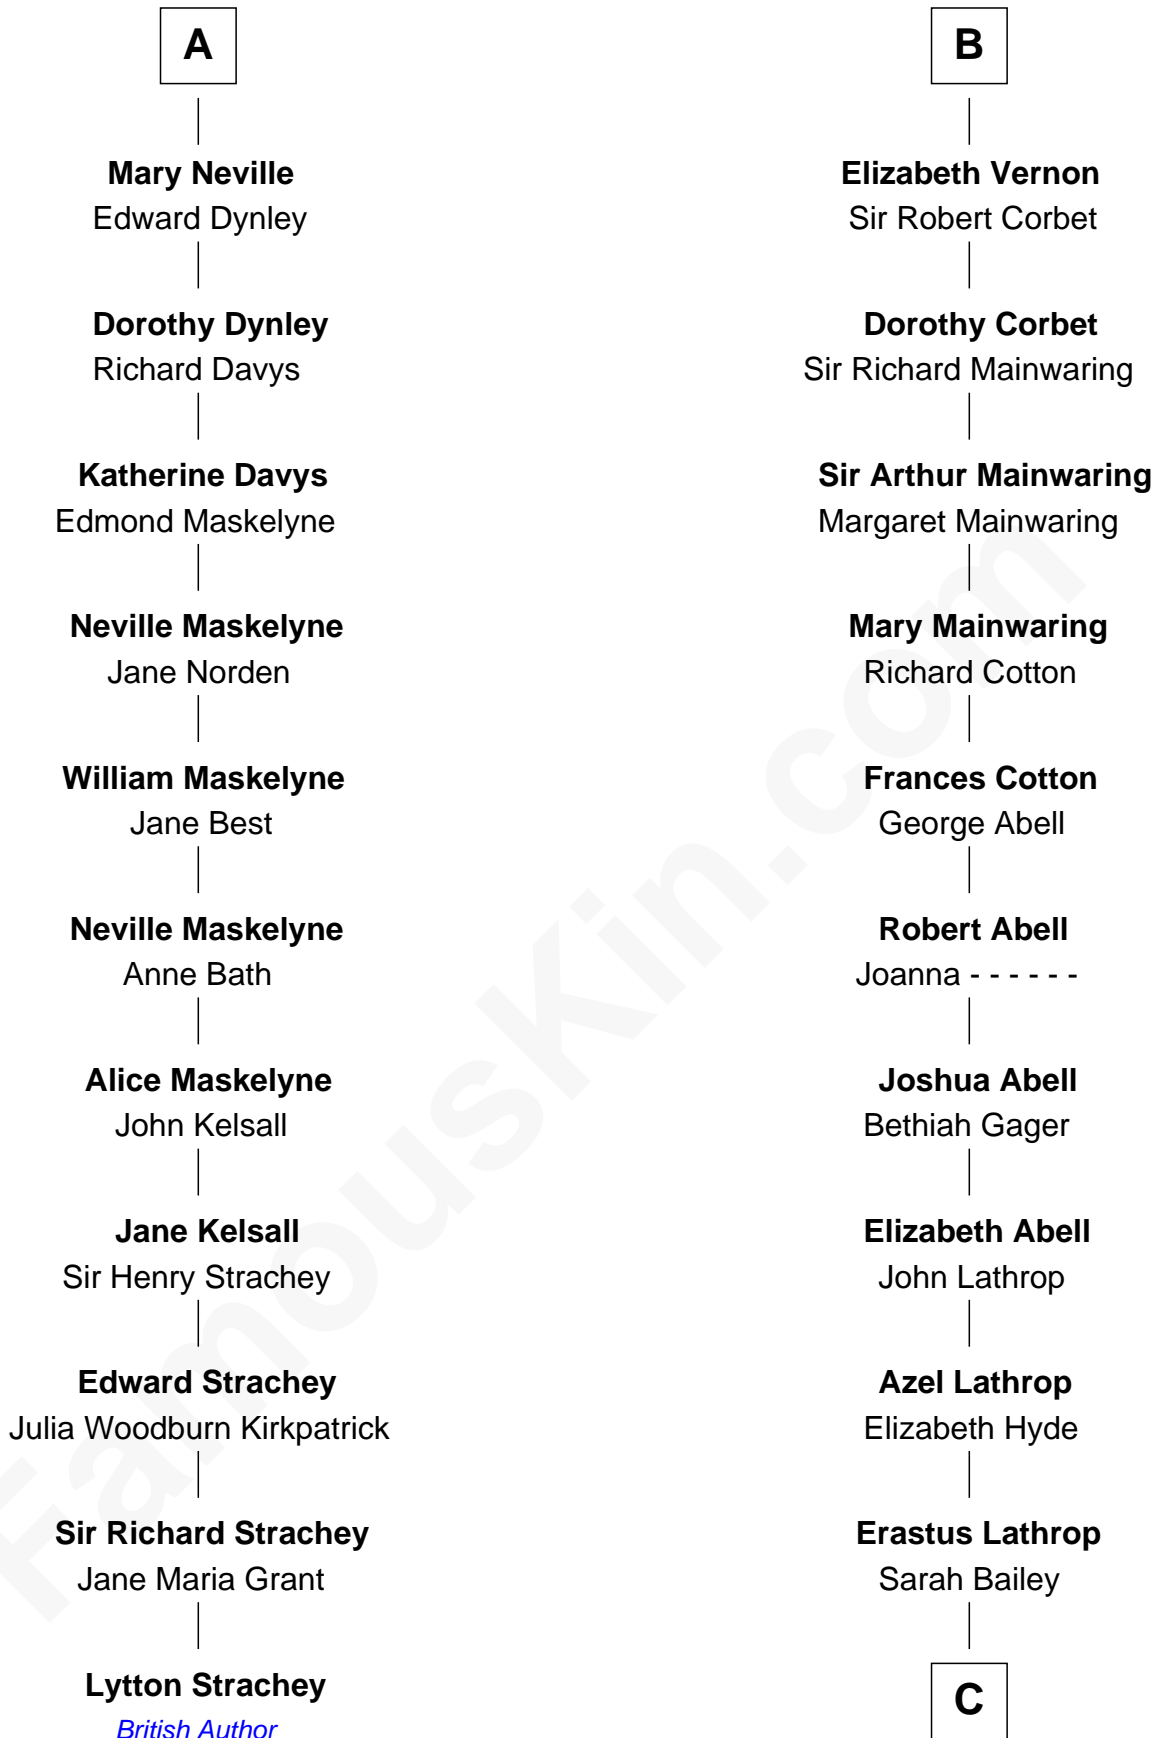 A
Mary Neville
Edward Dynley
Dorothy Dynley
Richard Davys
Katherine Davys
Edmond Maskelyne
Neville Maskelyne
Jane Norden
William Maskelyne
Jane Best
Neville Maskelyne
Anne Bath
Alice Maskelyne
John Kelsall
Jane Kelsall
Sir Henry Strachey
Edward Strachey
Julia Woodburn Kirkpatrick
Sir Richard Strachey
Jane Maria Grant
Lytton Strachey
British Author
B
Elizabeth Vernon
Sir Robert Corbet
Dorothy Corbet
Sir Richard Mainwaring
Sir Arthur Mainwaring
Margaret Mainwaring
Mary Mainwaring
Richard Cotton
Frances Cotton
George Abell
Robert Abell
Joanna - - - - - -
Joshua Abell
Bethiah Gager
Elizabeth Abell
John Lathrop
Azel Lathrop
Elizabeth Hyde
Erastus Lathrop
Sarah Bailey
C
FamousKin.com